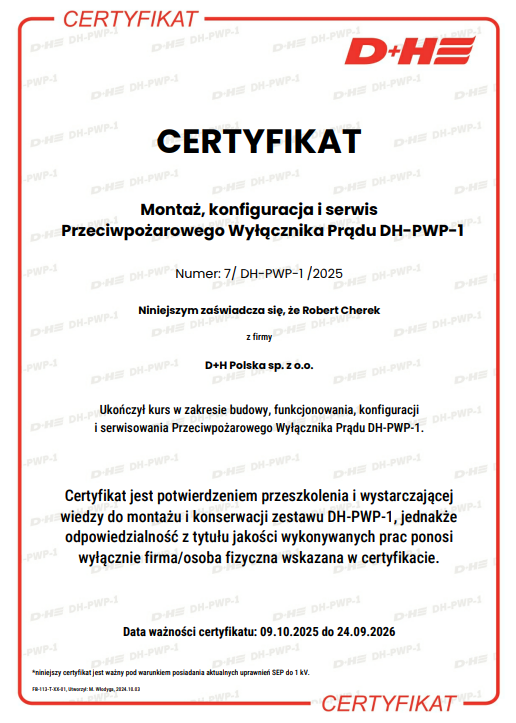 CERTYFIKAT
D+H
CERTYFIKAT
Montaż, konfiguracja i serwis
Przeciwpożarowego Wyłącznika Prądu DH-PWP-1
Numer: 7/ DH-PWP-1 /2025
Niniejszym zaświadcza się, że Robert Cherek
z firmy
D+H Polska sp. z o.o.
Ukończył kurs w zakresie budowy, funkcjonowania, konfiguracji
i serwisowania Przeciwpożarowego Wyłącznika Prądu DH-PWP-1.
Certyfikat jest potwierdzeniem przeszkolenia i wystarczającej
wiedzy do montażu i konserwacji zestawu DH-PWP-1, jednakże
odpowiedzialność z tytułu jakości wykonywanych prac ponosi
wyłącznie firma/osoba fizyczna wskazana w certyfikacie.
Data ważności certyfikatu: 09.10.2025 do 24.09.2026
*niniejszy certyfikat jest ważny pod warunkiem posiadania aktualnych uprawnień SEP do 1 kV.
FB-113-T-XX-01, Utworzył: M. Włodyga, 2024.10.03
CERTYFIKAT